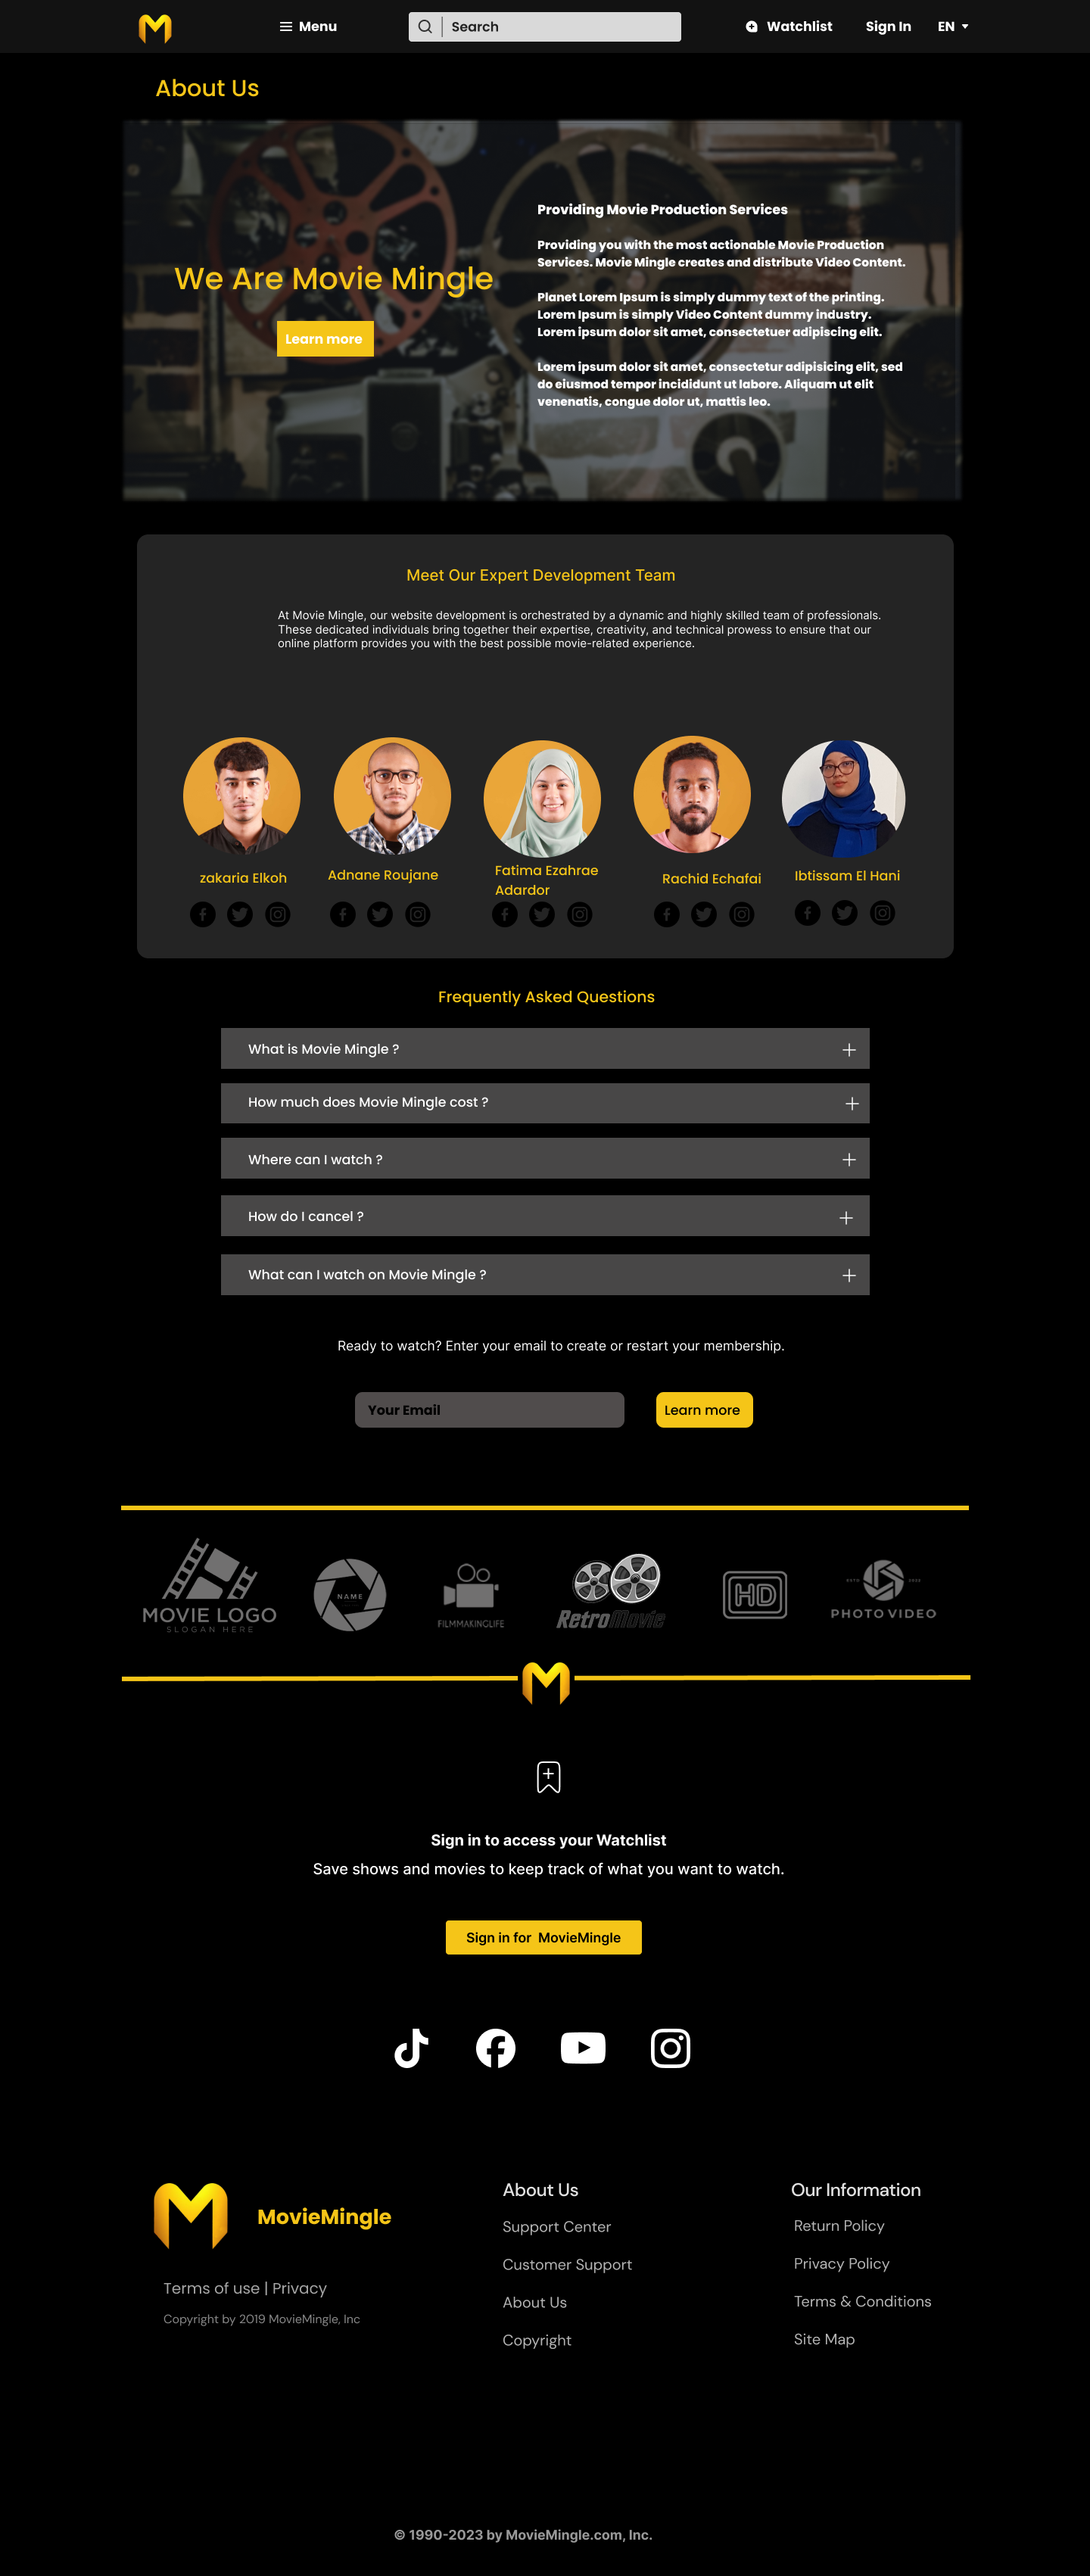 Menu
Search
Watchlist
Sign In
EN
About Us
We Are Movie Mingle
Learn more
Providing Movie Production Services
Providing you with the most actionable Movie Production
Services. Movie Mingle creates and distribute Video Content.
Planet Lorem Ipsum is simply dummy text of the printing.
Lorem Ipsum is simply Video Content dummy industry.
Lorem ipsum dolor sit amet, consectetuer adipiscing elit.
Lorem ipsum dolor sit amet, consectetur adipisicing elit, sed
do eiusmod tempor incididunt ut labore. Aliquam ut elit
venenatis, congue dolor ut, mattis leo.
Meet Our Expert Development Team
At Movie Mingle, our website development is orchestrated by a dynamic and highly skilled team of professionals.
These dedicated individuals bring together their expertise, creativity, and technical prowess to ensure that our
online platform provides you with the best possible movie-related experience.
zakaria Elkoh
Adnane Roujane
Fatima Ezahrae
Adardor
Rachid Echafai
Ibtissam El Hani
Frequently Asked Questions
What is Movie Mingle ?
How much does Movie Mingle cost ?
Where can I watch ?
How do I cancel ?
What can I watch on Movie Mingle ?
Ready to watch? Enter your email to create or restart your membership.
Your Email
Learn more
MOVIE LOGO
SLOGAN HERE
NAME
FILMMAKINGLIFE
RetroMovie
HD
PHOTO VIDEO
Sign in to access your Watchlist
Save shows and movies to keep track of what you want to watch.
Sign in for MovieMingle
MovieMingle
Terms of use | Privacy
Copyright by 2019 MovieMingle, Inc
About Us
Support Center
Customer Support
About Us
Copyright
Our Information
Return Policy
Privacy Policy
Terms & Conditions
Site Map
© 1990-2023 by MovieMingle.com, Inc.